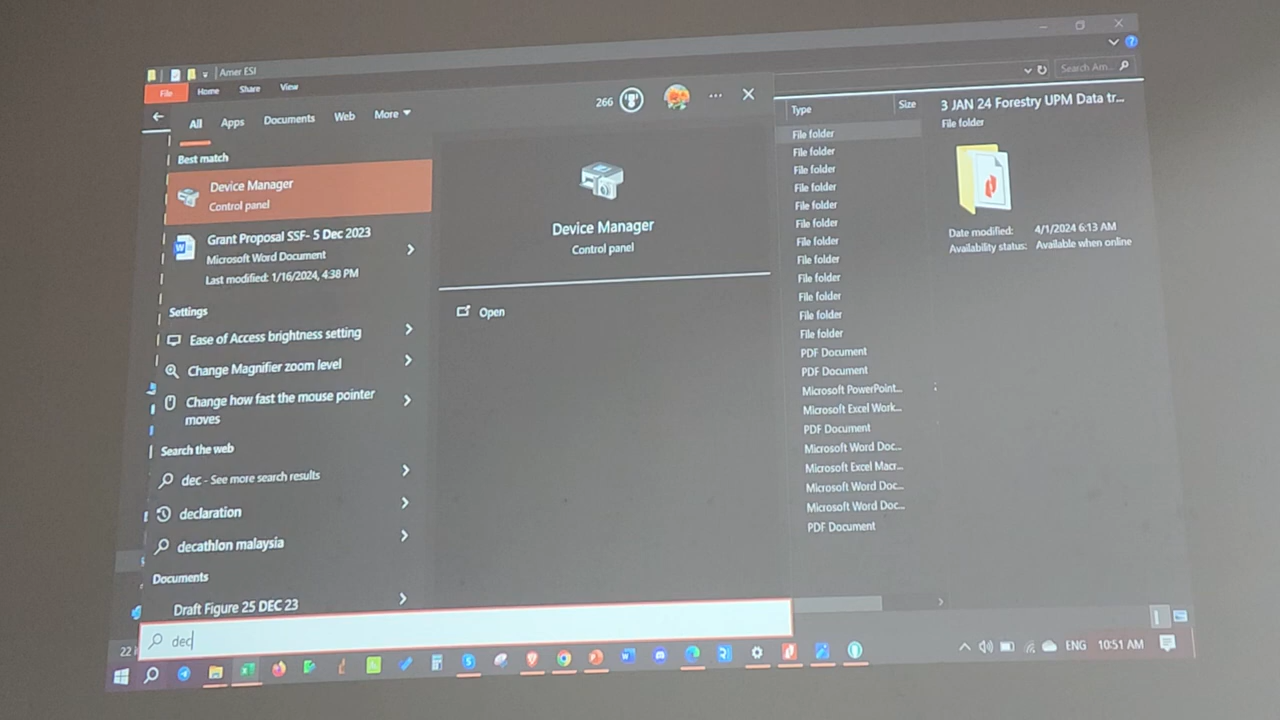 Amer ESI
File Home Share View
Search Am...
All Apps Documents Web More
266
Best match
Device Manager
Control panel
Grant Proposal SSF- 5 Dec 2023
Microsoft Word Document
Last modified: 1/16/2024, 4:38 PM
Settings
Ease of Access brightness setting
Change Magnifier zoom level
Change how fast the mouse pointer
moves
Search the web
dec - See more search results
declaration
decathlon malaysia
Documents
Draft Figure 25 DEC 23
dec
Device Manager
Control panel
Open
Type Size
File folder
File folder
File folder
File folder
File folder
File folder
File folder
File folder
File folder
File folder
File folder
File folder
PDF Document
PDF Document
Microsoft PowerPoint...
Microsoft Excel Work...
PDF Document
Microsoft Word Doc...
Microsoft Excel Macr...
Microsoft Word Doc...
Microsoft Word Doc...
PDF Document
3 JAN 24 Forestry UPM Data tr...
File folder
Date modified: 4/1/2024 6:13 AM
Availability status: Available when online
22
ENG 10:51 AM